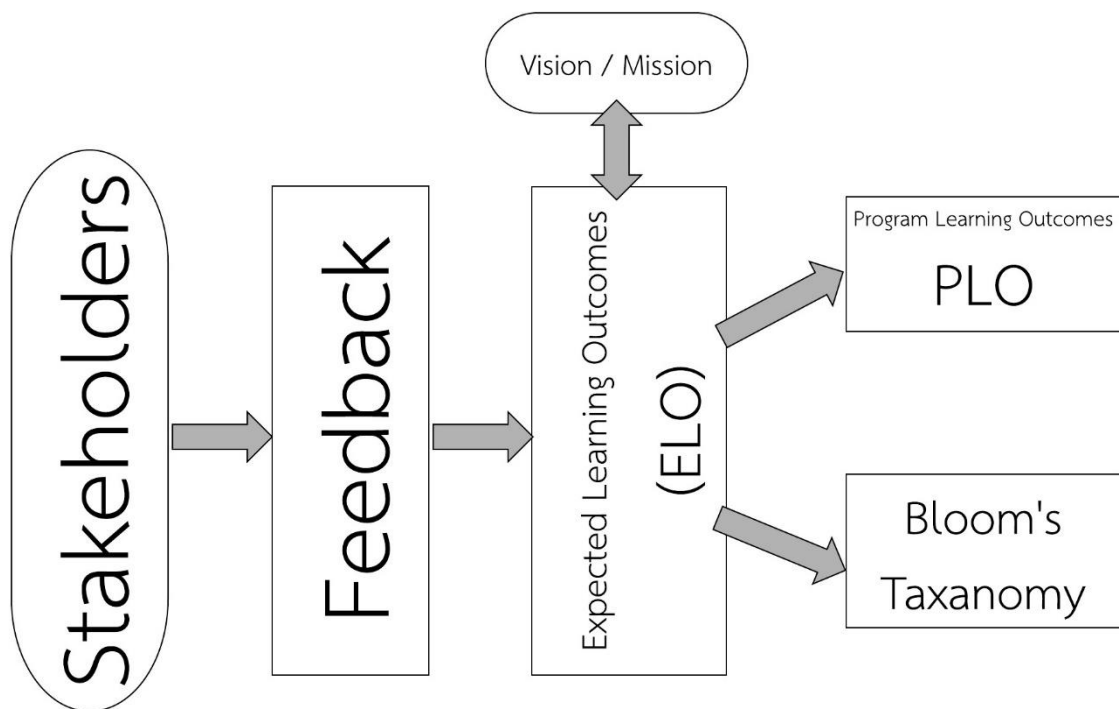 Vision / Mission
Stakeholders
Feedback
Expected Learning Outcomes
(ELO)
Program Learning Outcomes
PLO
Bloom's
Taxanomy